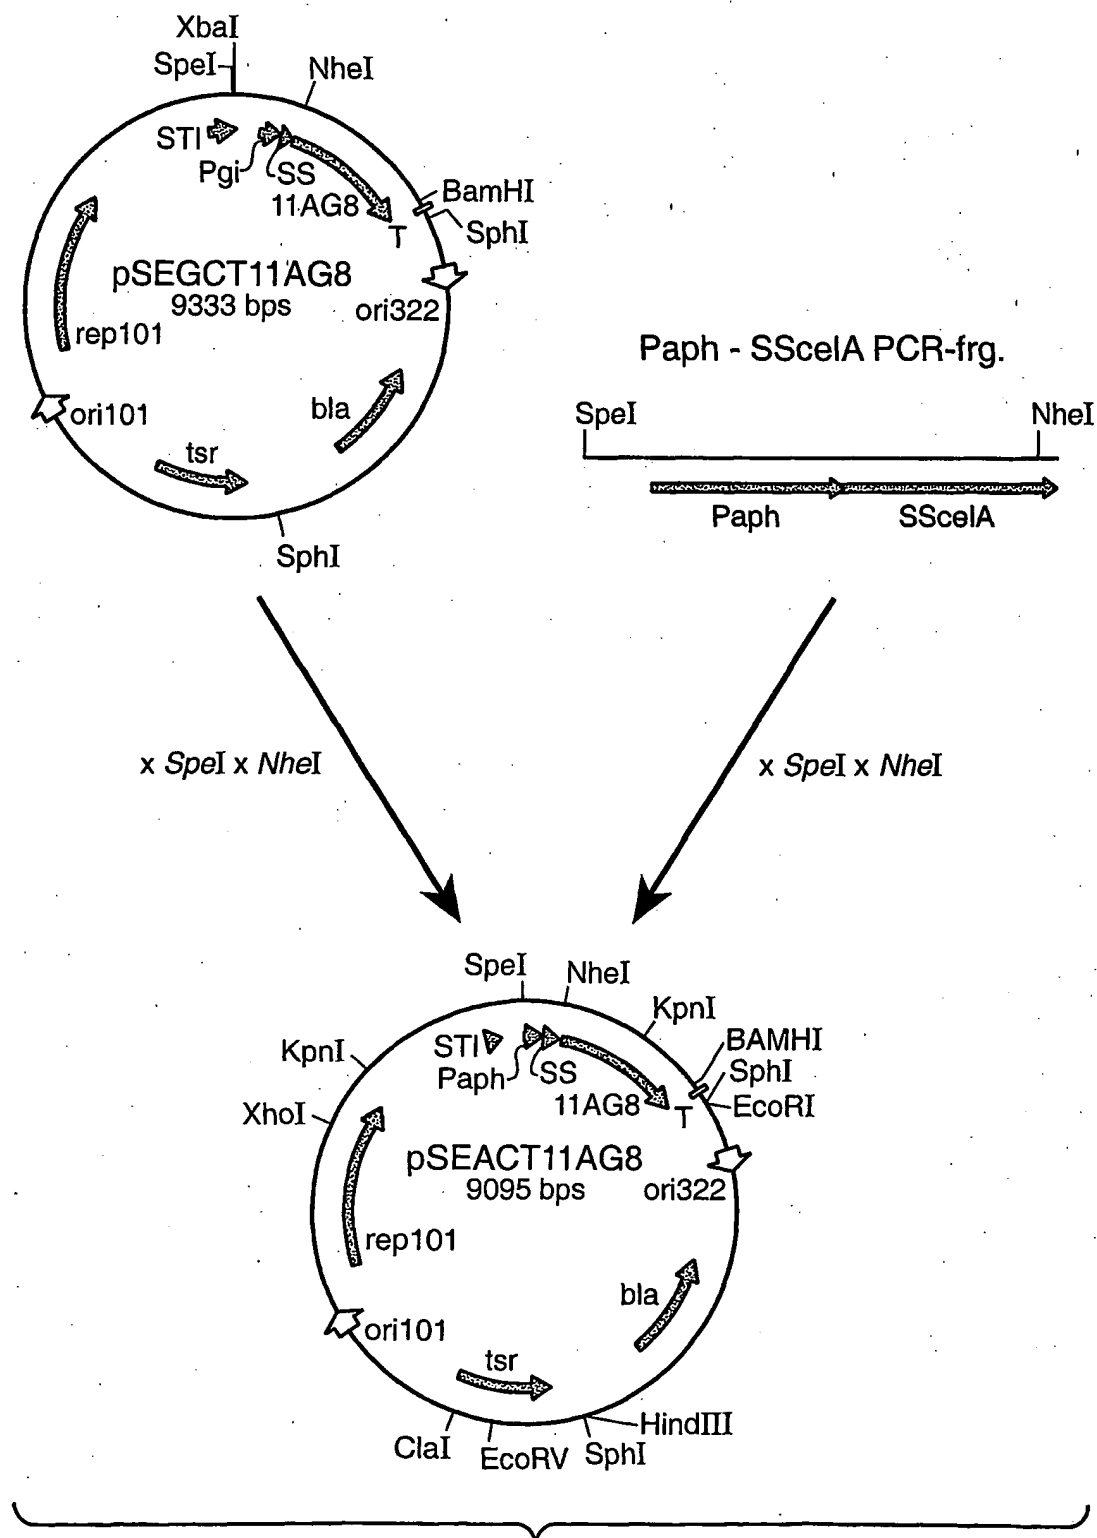 XbaI
SpeI
NheI
STI
Pgi
SS
11AG8
T
BamHI
SphI
pSEGCT11AG8
9333 bps
ori322
rep101
ori101
bla
tsr
SphI
Paph - SScelA PCR-frg.
SpeI
NheI
Paph
SScelA
x SpeI x NheI
x SpeI x NheI
SpeI
NheI
KpnI
KpnI
BAMHI
SphI
EcoRI
STI
Paph
SS
11AG8
T
XhoI
pSEACT11AG8
9095 bps
ori322
rep101
bla
ori101
tsr
ClaI
EcoRV
SphI
HindIII